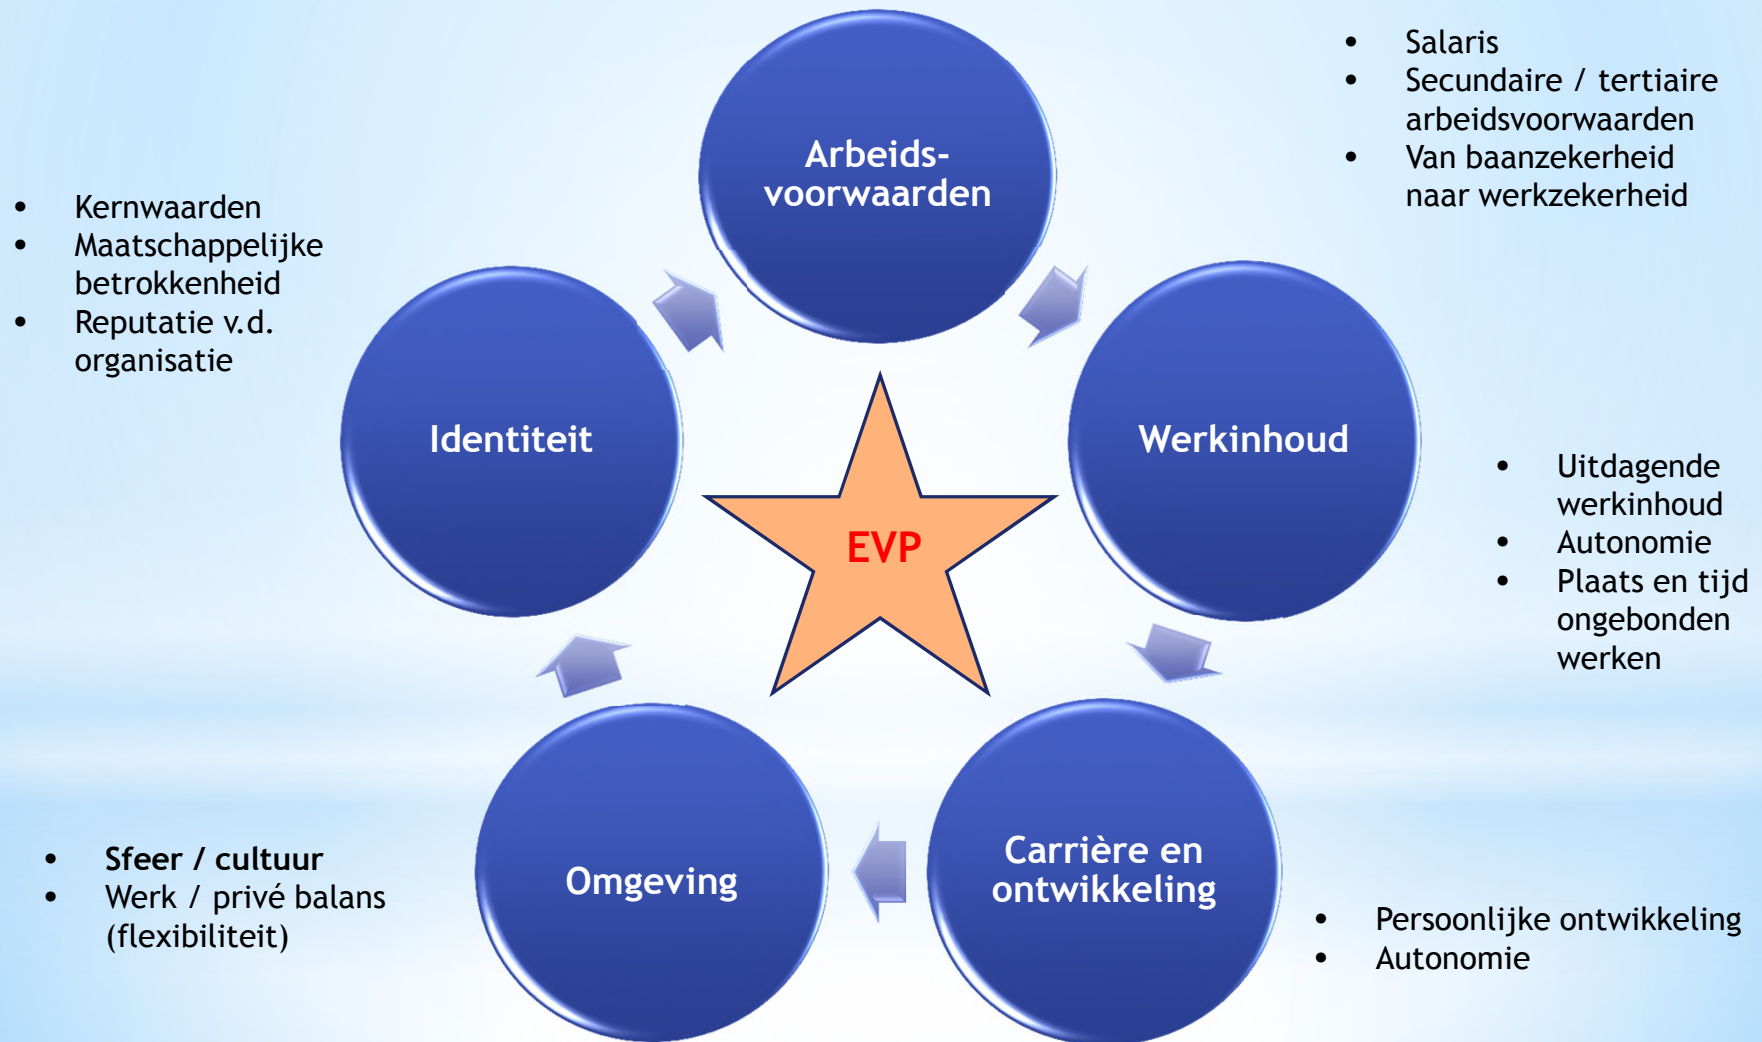 Arbeids-
voorwaarden
• Salaris
• Secundaire / tertiaire
arbeidsvoorwaarden
• Van baanzekerheid
naar werkzekerheid
Werkinhoud
• Uitdagende
werkinhoud
• Autonomie
• Plaats en tijd
ongebonden
werken
Carrière en
ontwikkeling
• Persoonlijke ontwikkeling
• Autonomie
Omgeving
• Sfeer / cultuur
• Werk / privé balans
(flexibiliteit)
Identiteit
• Kernwaarden
• Maatschappelijke
betrokkenheid
• Reputatie v.d.
organisatie
EVP